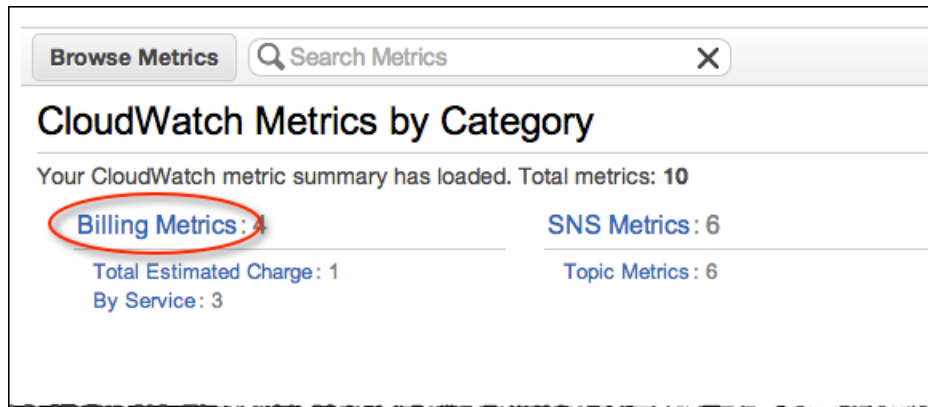 Browse Metrics Search Metrics
CloudWatch Metrics by Category
Your CloudWatch metric summary has loaded. Total metrics: 10
Billing Metrics: 4 SNS Metrics: 6
Total Estimated Charge: 1 Topic Metrics: 6
By Service: 3